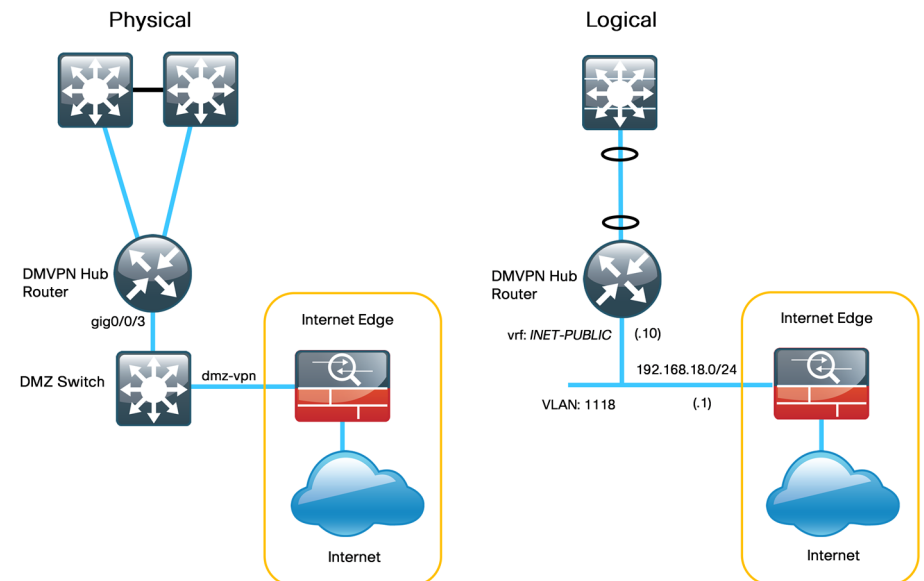 Physical
DMVPN Hub
Router
gig0/0/3
DMZ Switch
dmz-vpn
Internet Edge
Internet
Logical
DMVPN Hub
Router
vrf: INET-PUBLIC
(.10)
192.168.18.0/24
VLAN: 1118
(.1)
Internet Edge
Internet